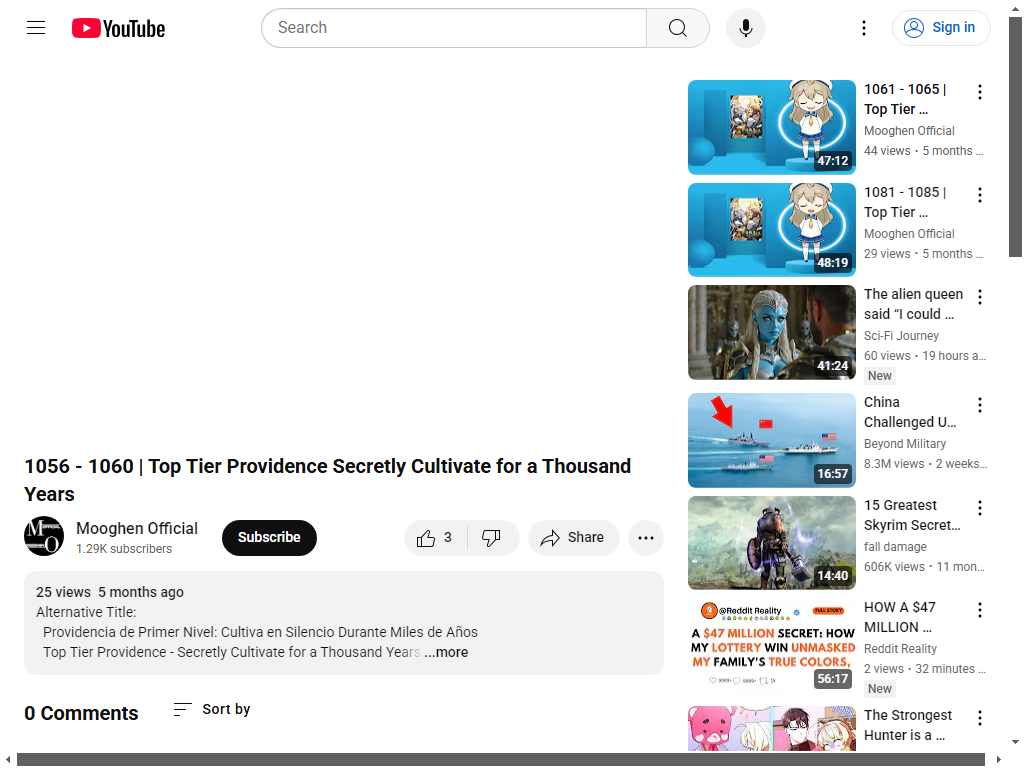 YouTube
Search
Sign in
1056 - 1060 | Top Tier Providence Secretly Cultivate for a Thousand
Years
Mooghen Official
1.29K subscribers
Subscribe
3
Share
25 views 5 months ago
Alternative Title:
Providencia de Primer Nivel: Cultiva en Silencio Durante Miles de Años
Top Tier Providence - Secretly Cultivate for a Thousand Years ...more
0 Comments
Sort by
47:12
1061 - 1065 |
Top Tier ...
Mooghen Official
44 views • 5 months ...
48:19
1081 - 1085 |
Top Tier ...
Mooghen Official
29 views • 5 months ...
41:24
The alien queen
said “I could ...
Sci-Fi Journey
60 views • 19 hours a...
New
16:57
China
Challenged U...
Beyond Military
8.3M views • 2 weeks...
14:40
15 Greatest
Skyrim Secret...
fall damage
606K views • 11 mon...
@Reddit Reality
FULL STORY
A $47 MILLION SECRET: HOW
MY LOTTERY WIN UNMASKED
MY FAMILY'S TRUE COLORS,
56:17
HOW A $47
MILLION ...
Reddit Reality
2 views • 32 minutes ...
New
The Strongest
Hunter is a ...